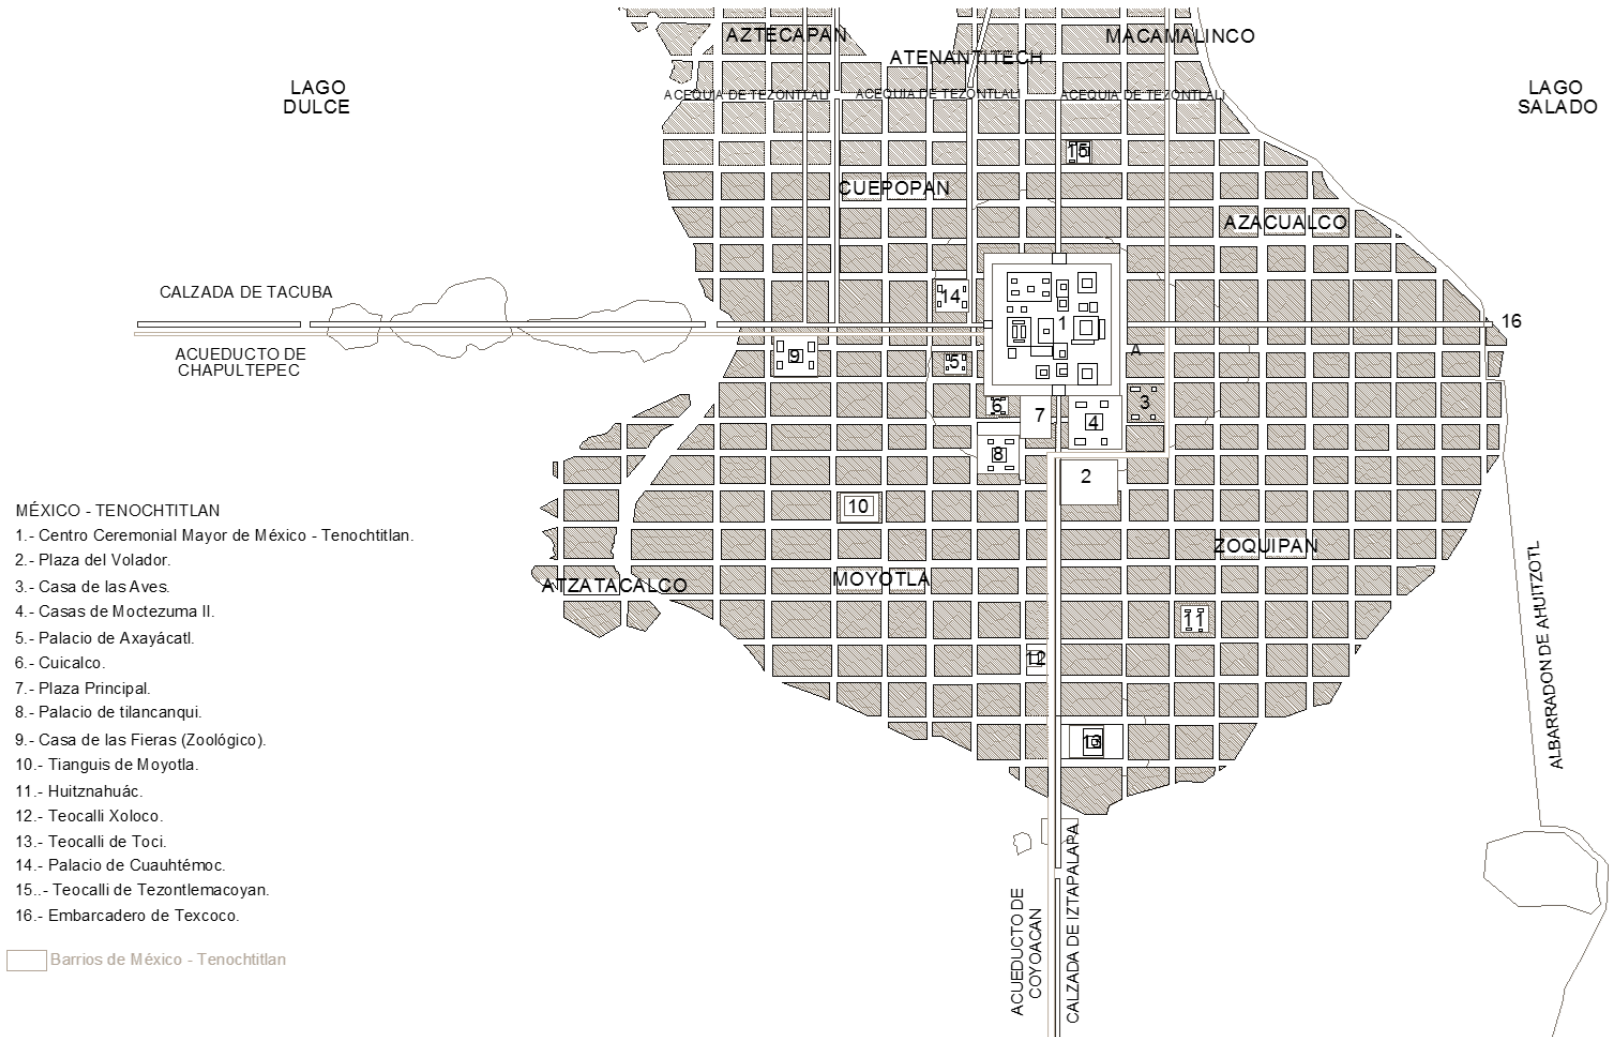 AZTECAPAN
MACAMALINCO
ATENANTITECH
LAGO
DULCE
LAGO
SALADO
ACEQUIA DE TEZONTLALI
ACEQUIA DE TEZONTLALI
ACEQUIA DE TEZONTLALI
15
CUEPOPAN
AZACUALCO
CALZADA DE TACUBA
14
1
16
A
ACUEDUCTO DE
CHAPULTEPEC
9
5
6
7
4
3
8
2
10
ZOQUIPAN
ATZATACALCO
MOYOTLA
11
12
13
ALBARRADON DE AHUITZOTL
ACUEDUCTO DE
COYOACAN
CALZADA DE IZTAPALAPA
MÉXICO - TENOCHTITLAN
1.- Centro Ceremonial Mayor de México - Tenochtitlan.
2.- Plaza del Volador.
3.- Casa de las Aves.
4.- Casas de Moctezuma II.
5.- Palacio de Axayácatl.
6.- Cuicalco.
7.- Plaza Principal.
8.- Palacio de tilancanqui.
9.- Casa de las Fieras (Zoológico).
10.- Tianguis de Moyotla.
11.- Huitznahuác.
12.- Teocalli Xoloco.
13.- Teocalli de Toci.
14.- Palacio de Cuauhtémoc.
15..- Teocalli de Tezontlemacoyan.
16.- Embarcadero de Texcoco.
Barrios de México - Tenochtitlan